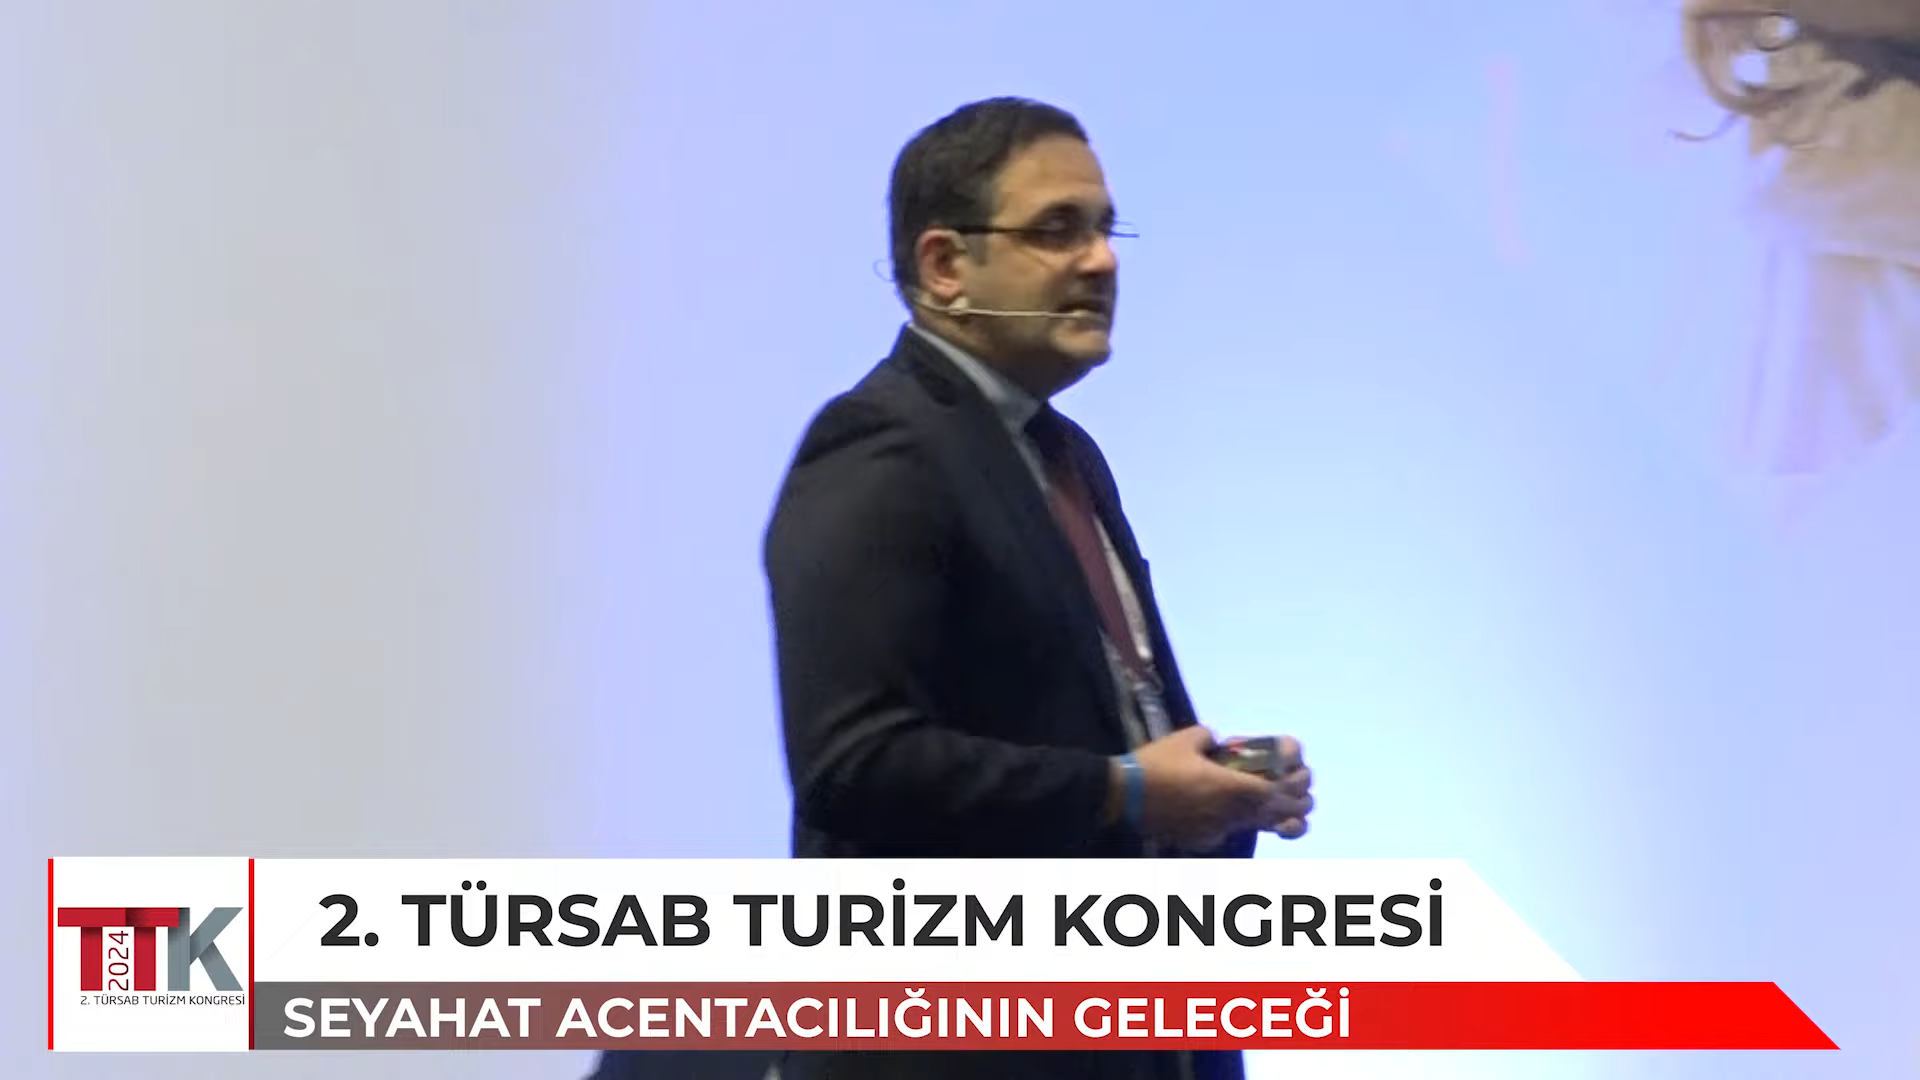 2. TÜRSAB TURİZM KONGRESİ
TTK
2024
2. TÜRSAB TURİZM KONGRESİ
SEYAHAT ACENTACILIĞININ GELECEĞİ